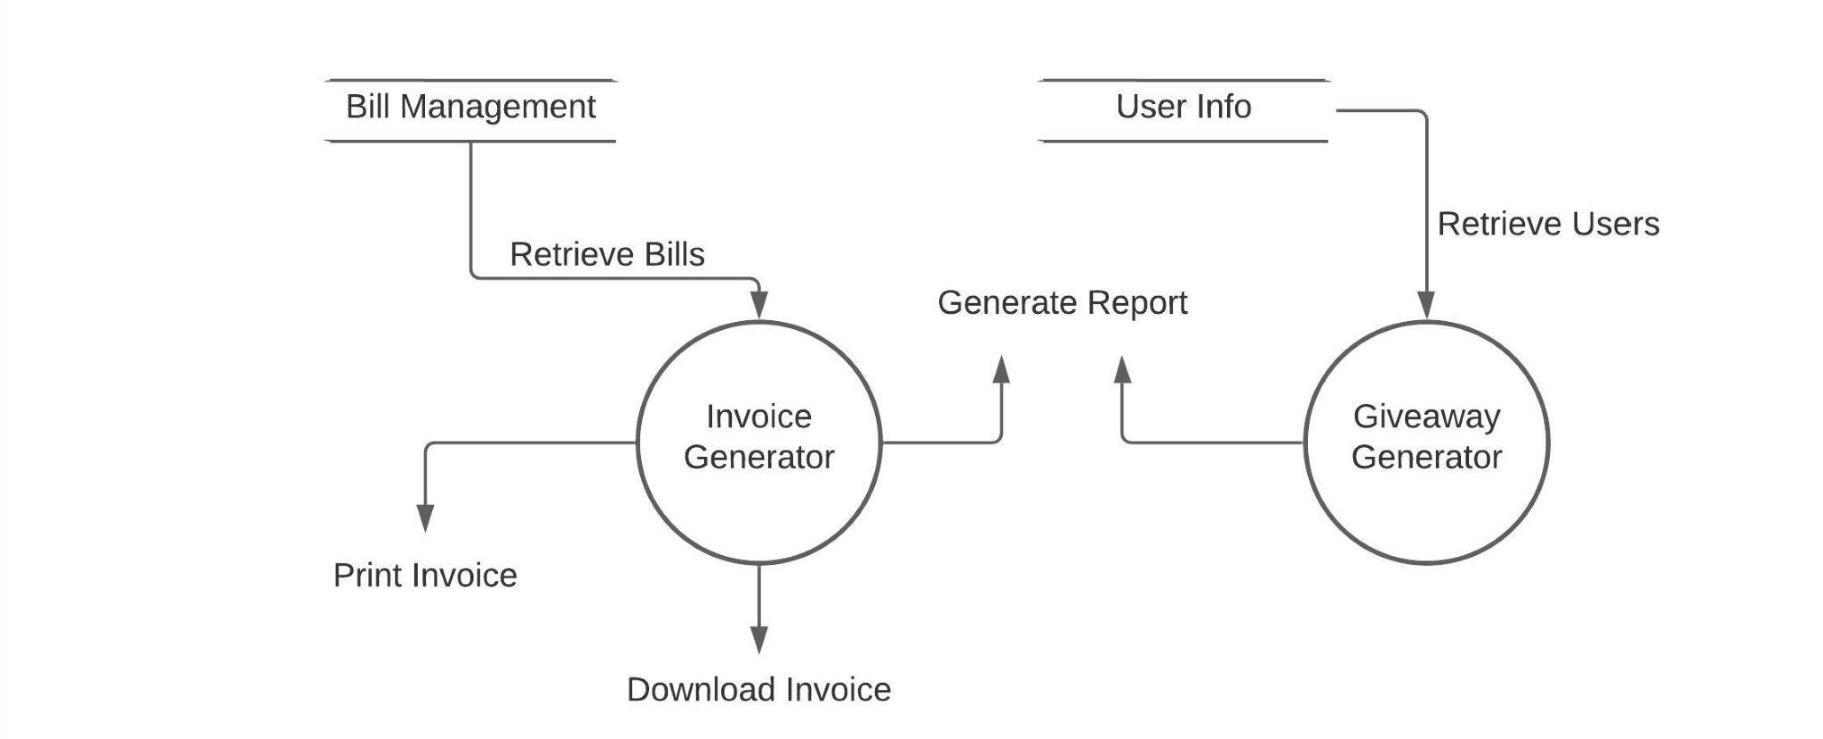 Bill Management
User Info
Retrieve Users
Retrieve Bills
Generate Report
Invoice
Generator
Giveaway
Generator
Print Invoice
Download Invoice